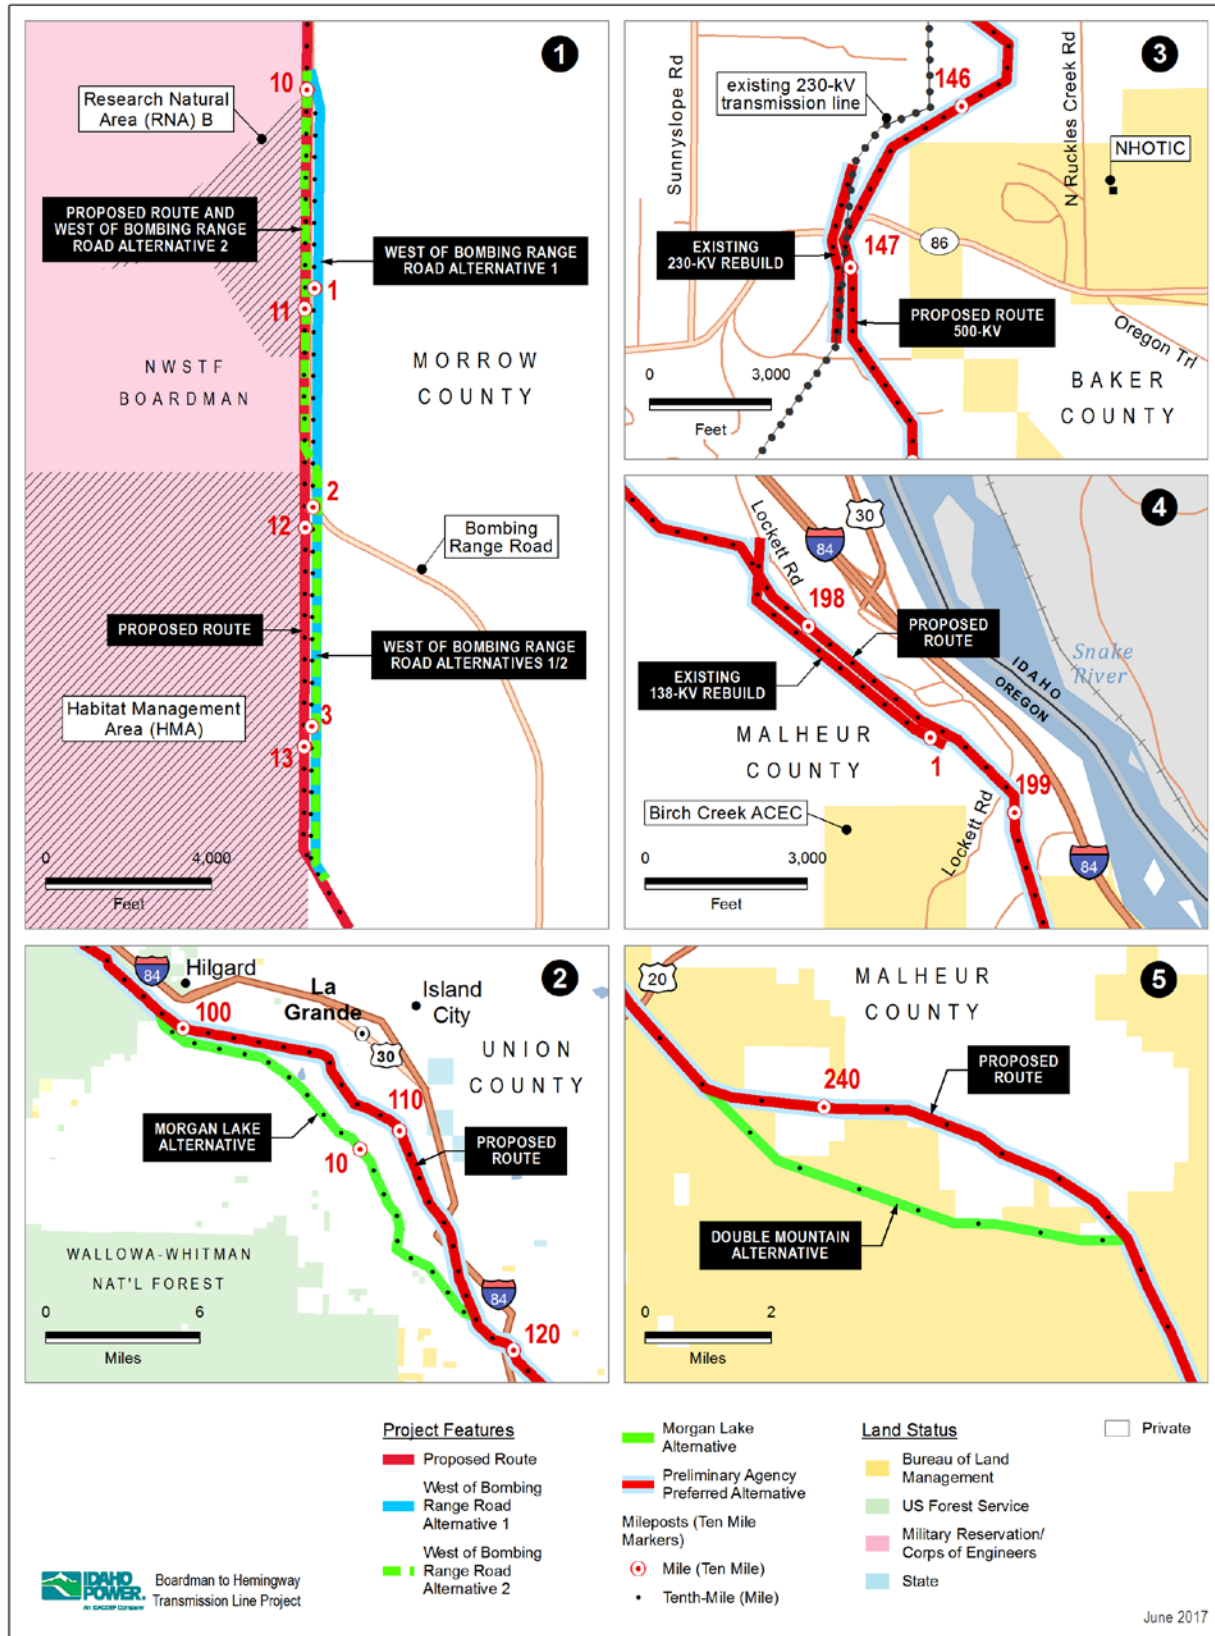 1
10
Research Natural
Area (RNA) B
PROPOSED ROUTE AND
WEST OF BOMBING RANGE
ROAD ALTERNATIVE 2
WEST OF BOMBING RANGE
ROAD ALTERNATIVE 1
1
11
NWSTF
BOARDMAN
MORROW
COUNTY
2
12
Bombing
Range Road
PROPOSED ROUTE
WEST OF BOMBING RANGE
ROAD ALTERNATIVES 1/2
Habitat Management
Area (HMA)
3
13
0 4,000
Feet
3
Sunnyslope Rd
existing 230-kV
transmission line
146
N Ruckles Creek Rd
NHOTIC
EXISTING
230-KV REBUILD
147
86
PROPOSED ROUTE
500-KV
Oregon Trl
0 3,000
Feet
BAKER
COUNTY
4
Lockett Rd
30
84
198
PROPOSED
ROUTE
EXISTING
138-KV REBUILD
Snake
River
IDAHO
OREGON
MALHEUR
COUNTY
1
199
Birch Creek ACEC
Lockett Rd
84
0 3,000
Feet
2
84
Hilgard
La
Grande
Island
City
100
30
UNION
COUNTY
110
MORGAN LAKE
ALTERNATIVE
10
PROPOSED
ROUTE
WALLOWA-WHITMAN
NAT'L FOREST
84
0 6
Miles
120
5
20
MALHEUR
COUNTY
PROPOSED
ROUTE
240
DOUBLE MOUNTAIN
ALTERNATIVE
0 2
Miles
Project Features
Proposed Route
West of Bombing
Range Road
Alternative 1
West of Bombing
Range Road
Alternative 2
Morgan Lake
Alternative
Preliminary Agency
Preferred Alternative
Mileposts (Ten Mile
Markers)
Mile (Ten Mile)
Tenth-Mile (Mile)
Land Status
Bureau of Land
Management
US Forest Service
Military Reservation/
Corps of Engineers
State
Private
IDAHO
POWER.
An IDACORP Company
Boardman to Hemingway
Transmission Line Project
June 2017